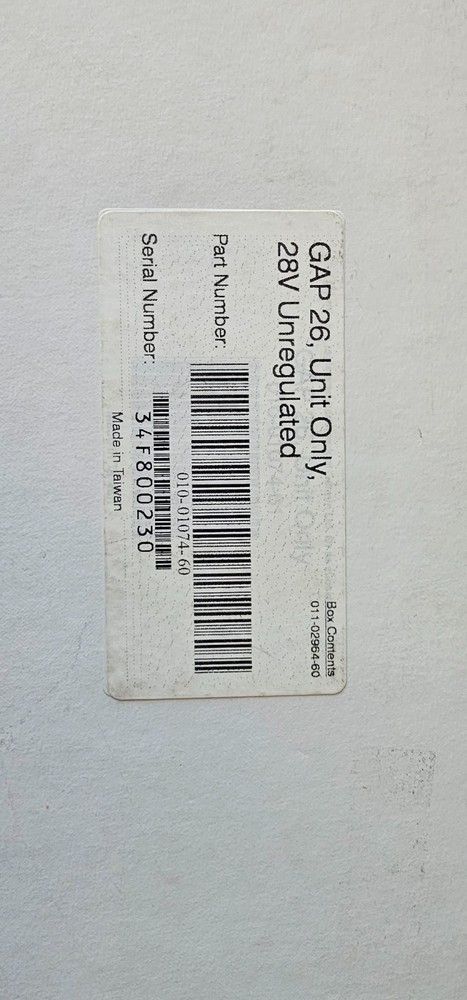 GAP 26, Unit Only,
28V Unregulated
Box Contents
011-02964-60
Part Number:
010-01074-60
Serial Number:
34F800230
Made in Taiwan